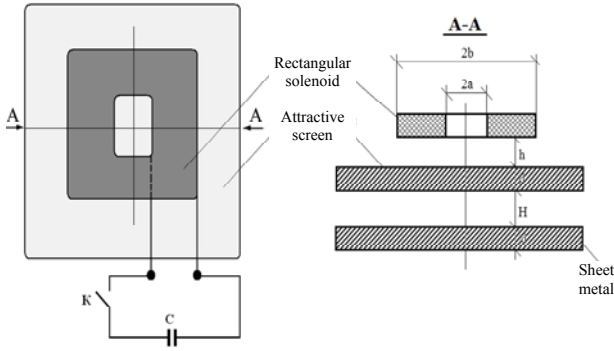 A-A
2b
Rectangular
solenoid
2a
A
A
Attractive
screen
h
H
Sheet
metal
К
C